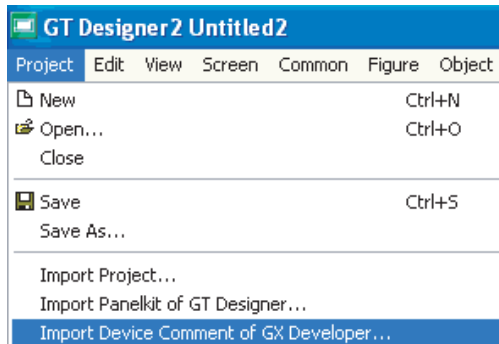 GT Designer2 Untitled2
Project Edit View Screen Common Figure Object
New Ctrl+N
Open... Ctrl+O
Close
Save Ctrl+S
Save As...
Import Project...
Import Panelkit of GT Designer...
Import Device Comment of GX Developer...